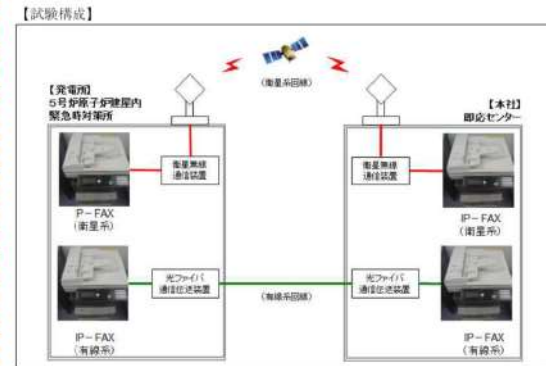 【試験構成】
(衛星系回線)
【発電所】
5号炉原子炉建屋内
緊急時対策所
【本社】
即応センター
衛星無線
通信装置
衛星無線
通信装置
P-FAX
(衛星系)
IP-FAX
(衛星系)
光ファイバ
通信伝送装置
(有線系回線)
光ファイバ
通信伝送装置
IP-FAX
(有線系)
IP-FAX
(有線系)